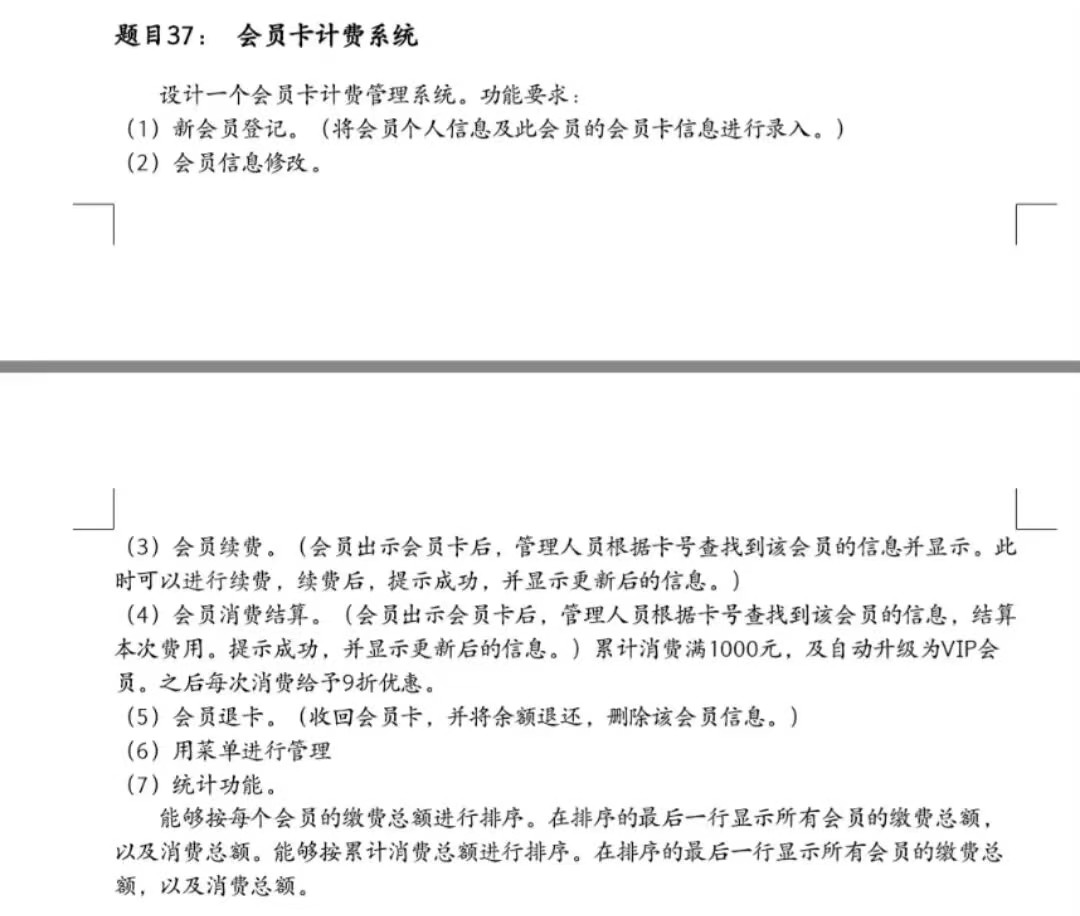 题目37： 会员卡计费系统
设计一个会员卡计费管理系统。功能要求：
（1）新会员登记。（将会员个人信息及此会员的会员卡信息进行录入。）
（2）会员信息修改。
（3）会员续费。（会员出示会员卡后，管理人员根据卡号查找到该会员的信息并显示。此
时可以进行续费，续费后，提示成功，并显示更新后的信息。）
（4）会员消费结算。（会员出示会员卡后，管理人员根据卡号查找到该会员的信息，结算
本次费用。提示成功，并显示更新后的信息。）累计消费满1000元，及自动升级为VIP会
员。之后每次消费给予9折优惠。
（5）会员退卡。（收回会员卡，并将余额退还，删除该会员信息。）
（6）用菜单进行管理
（7）统计功能。
能够按每个会员的缴费总额进行排序。在排序的最后一行显示所有会员的缴费总额，
以及消费总额。能够按累计消费总额进行排序。在排序的最后一行显示所有会员的缴费总
额，以及消费总额。